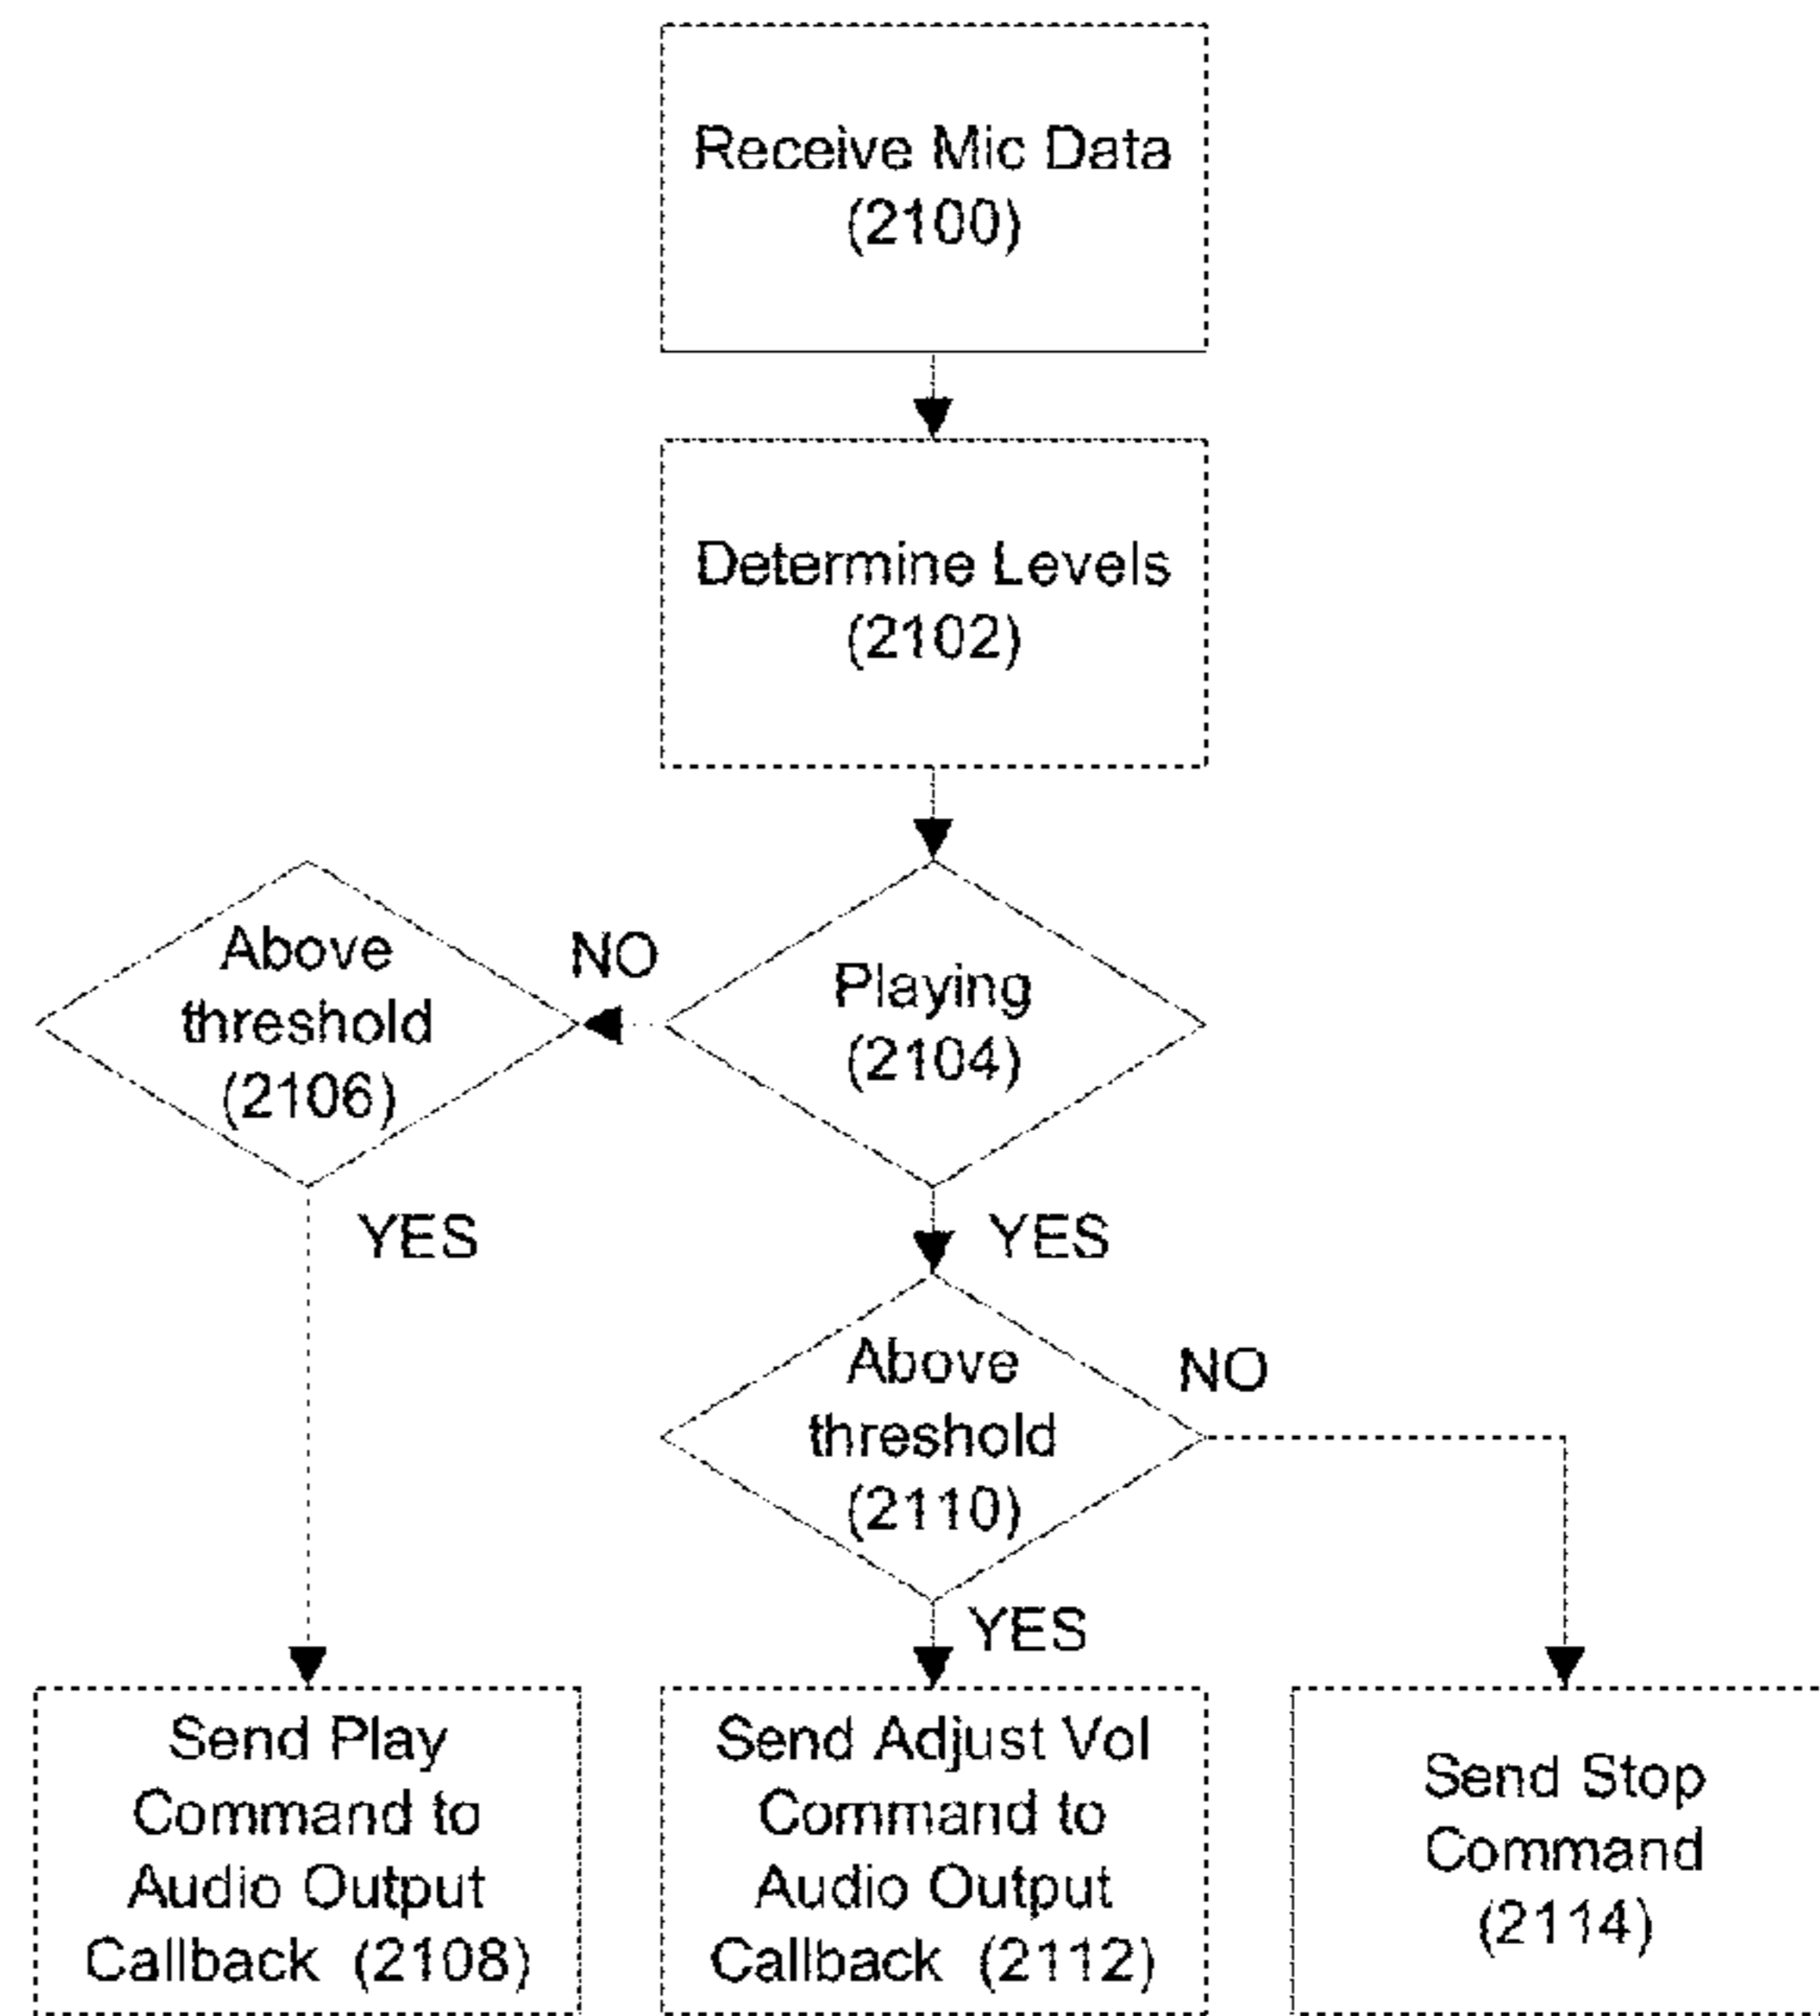 Receive Mic Data
(2100)
Determine Levels
(2102)
Above
threshold
(2106)
NO
Playing
(2104)
YES
YES
Above
threshold
(2110)
NO
YES
Send Play
Command to
Audio Output
Callback (2108)
Send Adjust Vol
Command to
Audio Output
Callback (2112)
Send Stop
Command
(2114)